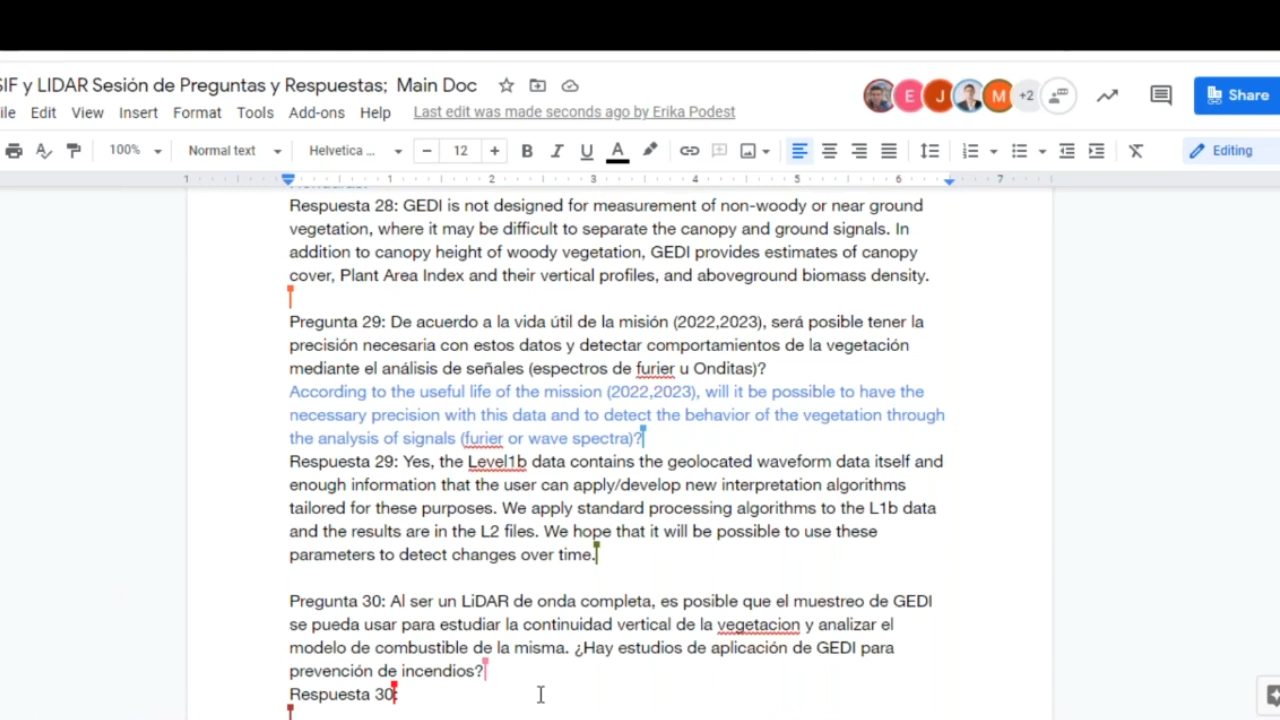 SIF y LIDAR Sesión de Preguntas y Respuestas; Main Doc
E J M +2 Share
ile Edit View Insert Format Tools Add-ons Help Last edit was made seconds ago by Erika Podest
100% Normal text Helvetica ... 12 B I U A Editing
1 1 2 3 4 5 6 7
Respuesta 28: GEDI is not designed for measurement of non-woody or near ground
vegetation, where it may be difficult to separate the canopy and ground signals. In
addition to canopy height of woody vegetation, GEDI provides estimates of canopy
cover, Plant Area Index and their vertical profiles, and aboveground biomass density.
Pregunta 29: De acuerdo a la vida útil de la misión (2022,2023), será posible tener la
precisión necesaria con estos datos y detectar comportamientos de la vegetación
mediante el análisis de señales (espectros de furier u Onditas)?
According to the useful life of the mission (2022,2023), will it be possible to have the
necessary precision with this data and to detect the behavior of the vegetation through
the analysis of signals (furier or wave spectra)?
Respuesta 29: Yes, the Level1b data contains the geolocated waveform data itself and
enough information that the user can apply/develop new interpretation algorithms
tailored for these purposes. We apply standard processing algorithms to the L1b data
and the results are in the L2 files. We hope that it will be possible to use these
parameters to detect changes over time.
Pregunta 30: Al ser un LiDAR de onda completa, es posible que el muestreo de GEDI
se pueda usar para estudiar la continuidad vertical de la vegetacion y analizar el
modelo de combustible de la misma. ¿Hay estudios de aplicación de GEDI para
prevención de incendios?
Respuesta 30: